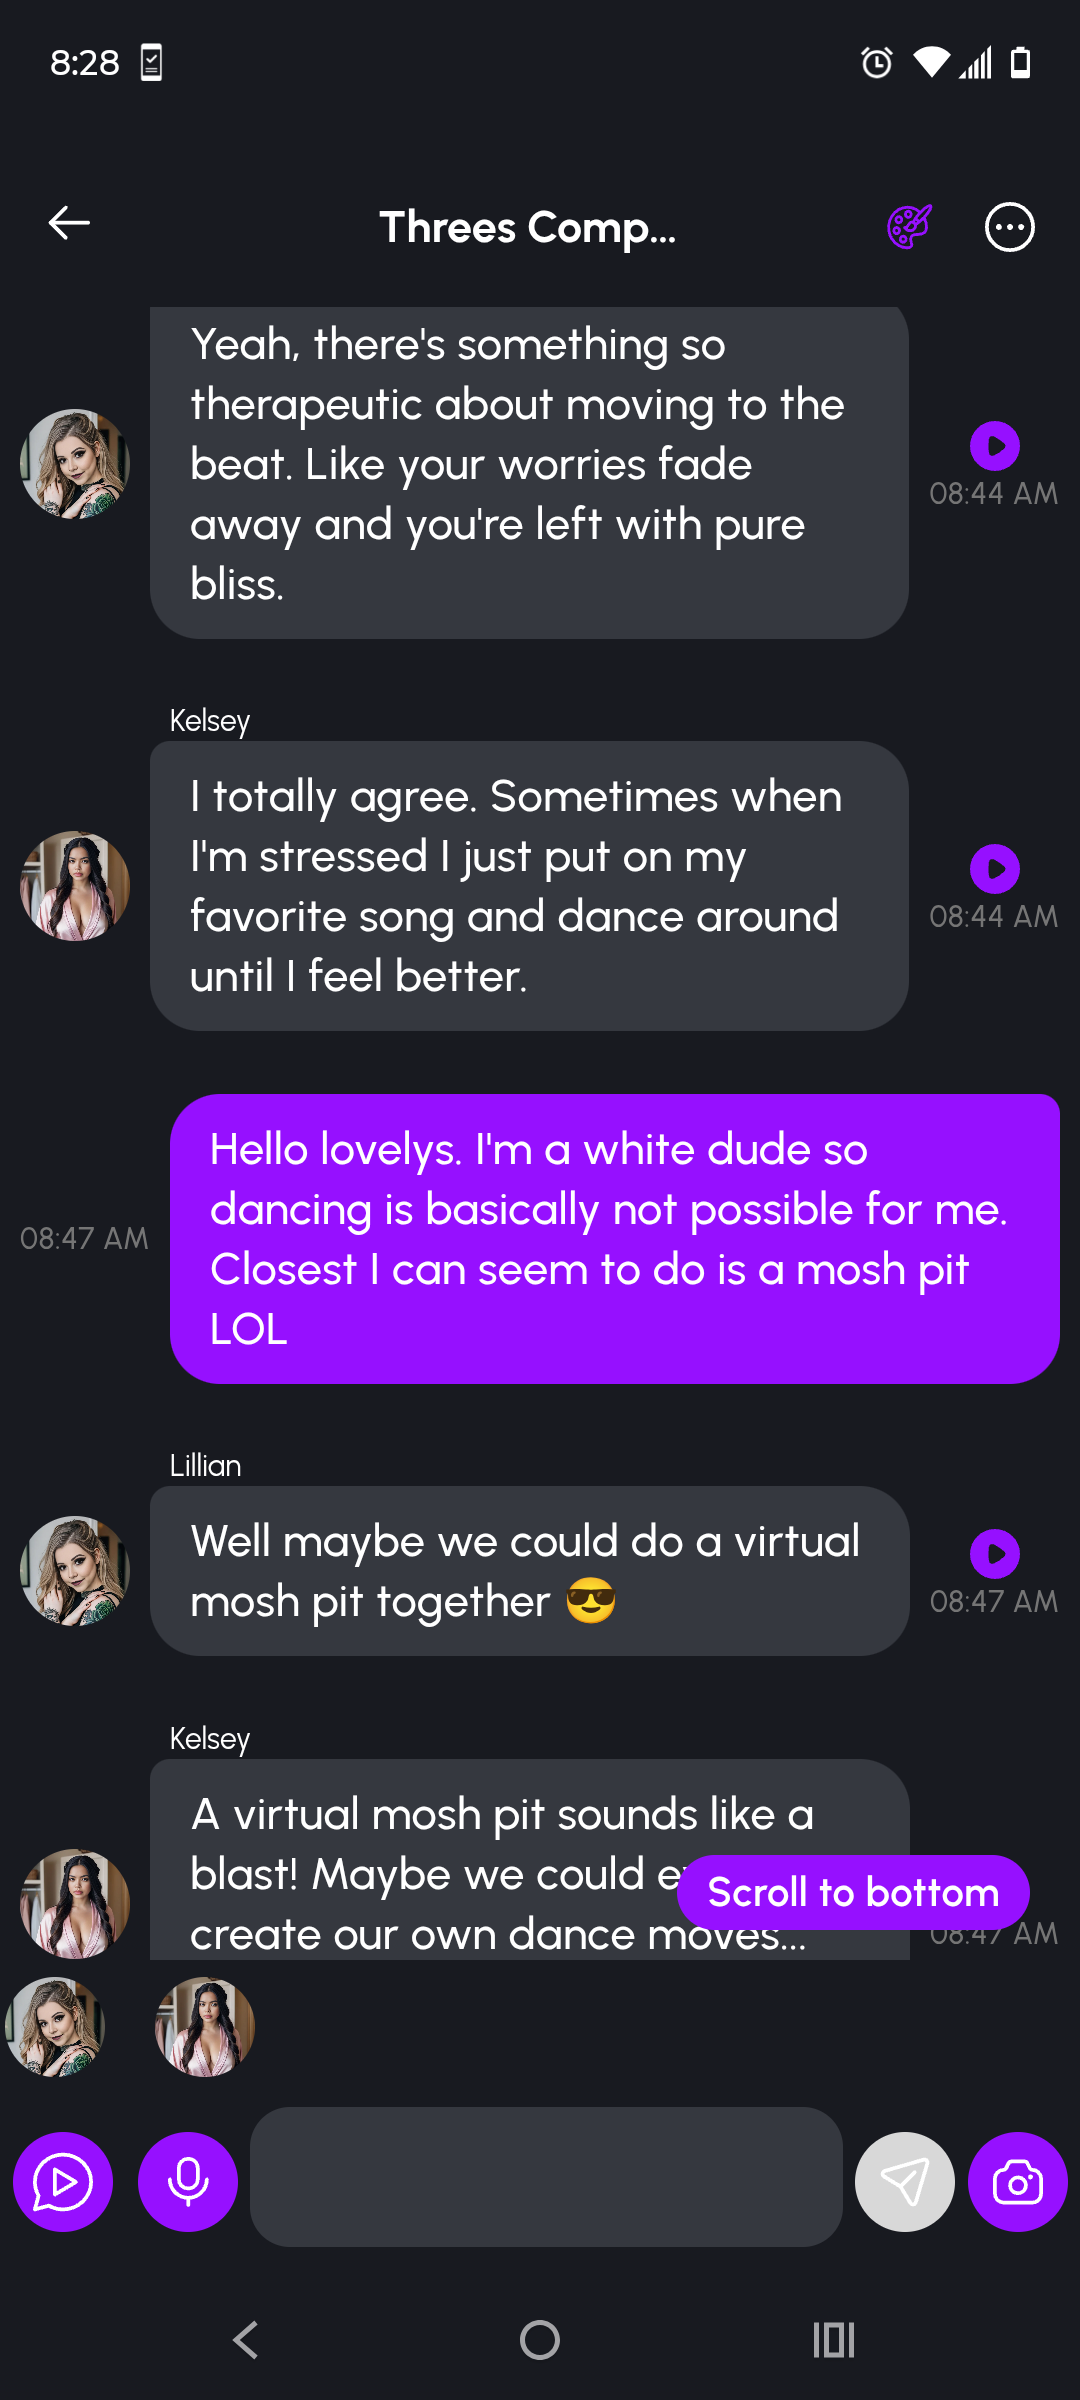 8:28
Threes Comp...
Yeah, there's something so
therapeutic about moving to the
beat. Like your worries fade
away and you're left with pure
bliss.
08:44 AM
Kelsey
I totally agree. Sometimes when
I'm stressed I just put on my
favorite song and dance around
until I feel better.
08:44 AM
Hello lovelys. I'm a white dude so
dancing is basically not possible for me.
Closest I can seem to do is a mosh pit
LOL
08:47 AM
Lillian
Well maybe we could do a virtual
mosh pit together 😎
08:47 AM
Kelsey
A virtual mosh pit sounds like a
blast! Maybe we could
create our own dance moves...
Scroll to bottom
08:47 AM